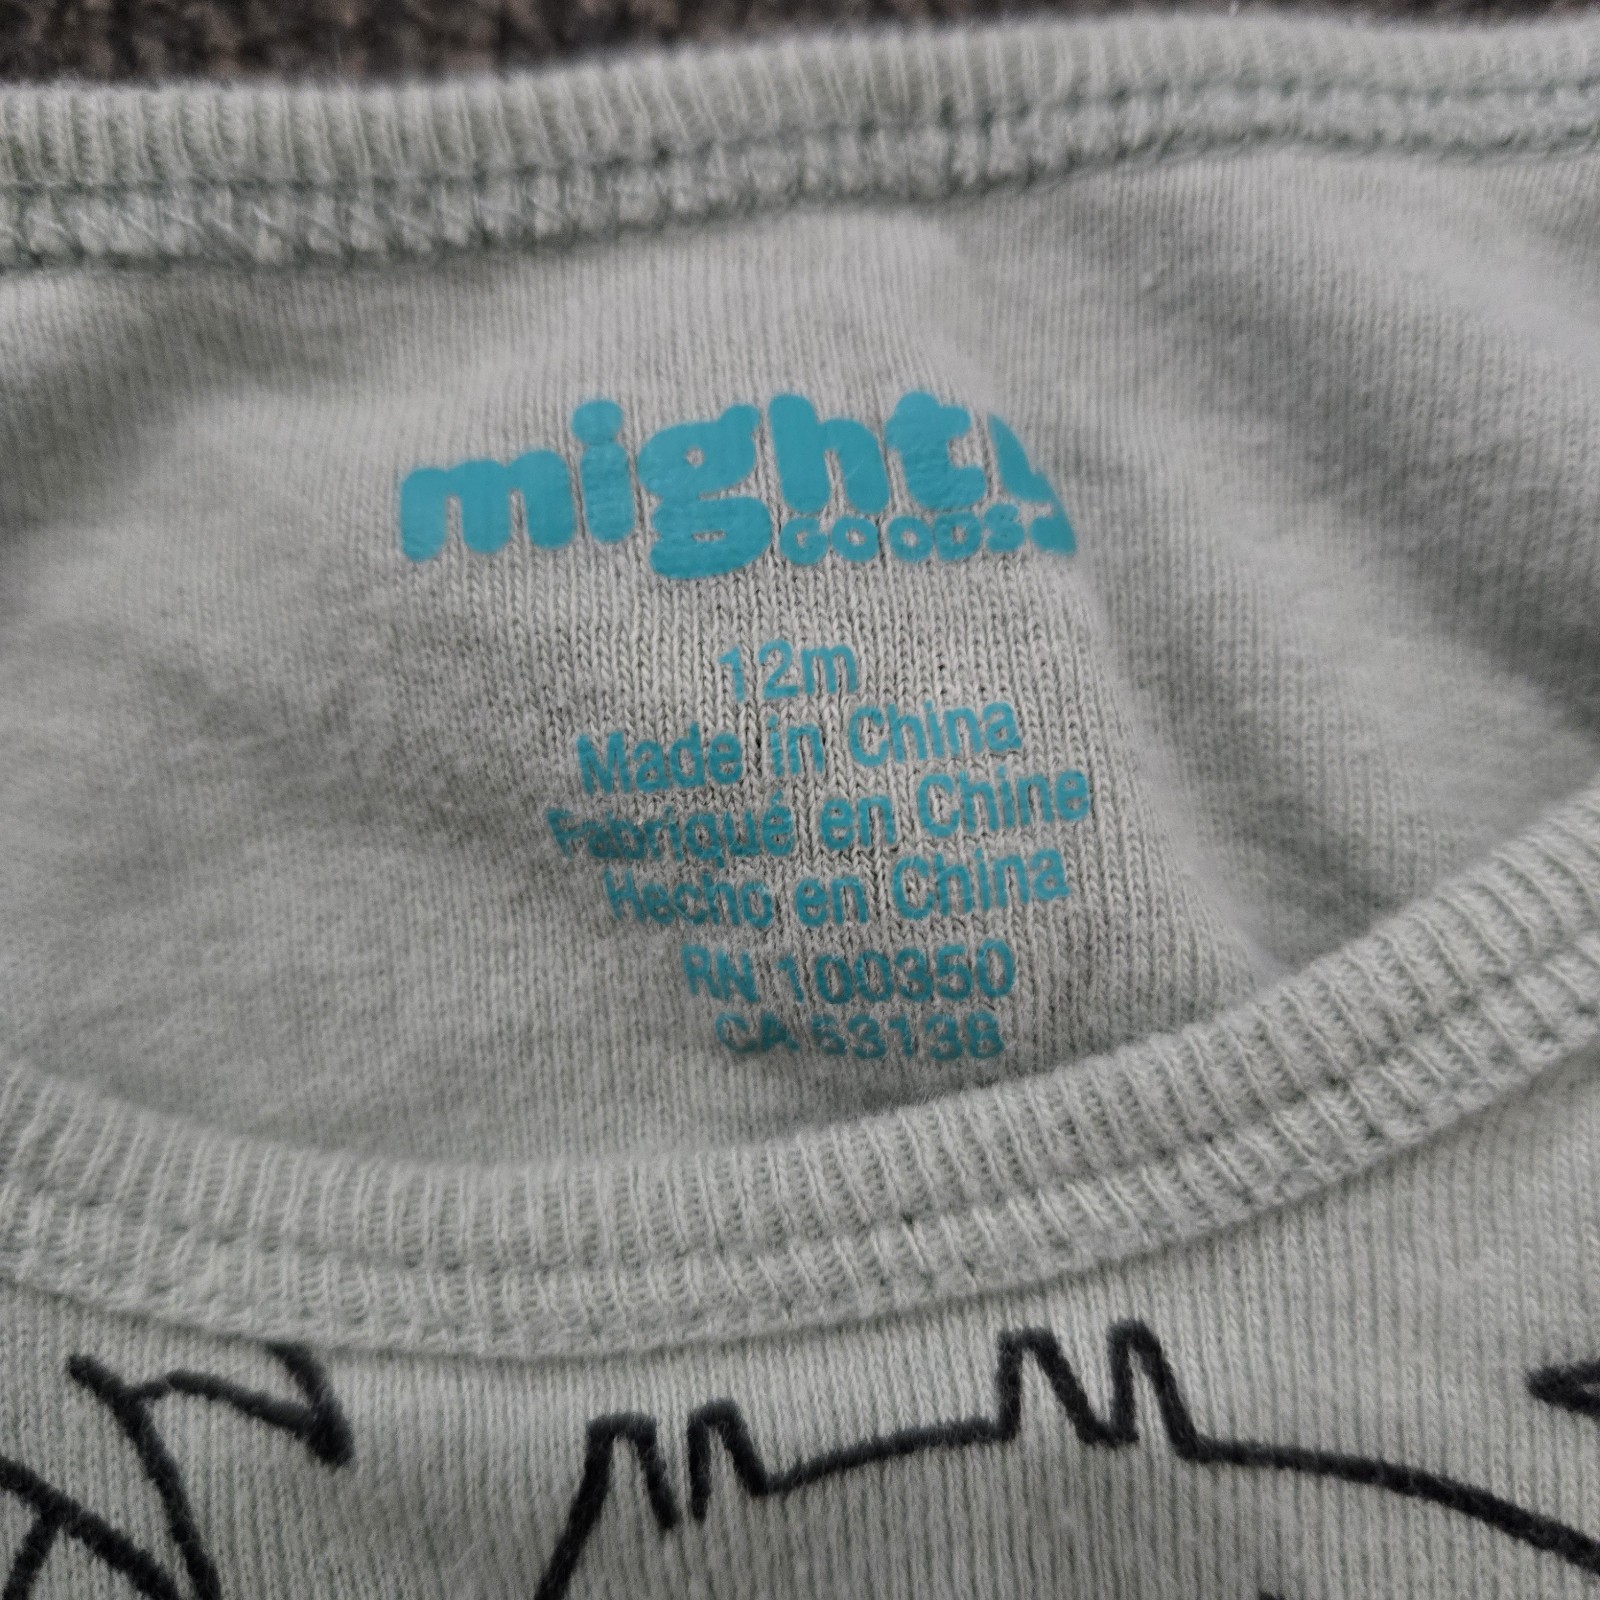 mighty
GOODS
12m
Made in China
Fabriqué en Chine
Hecho en China
RN 100350
CA 53138